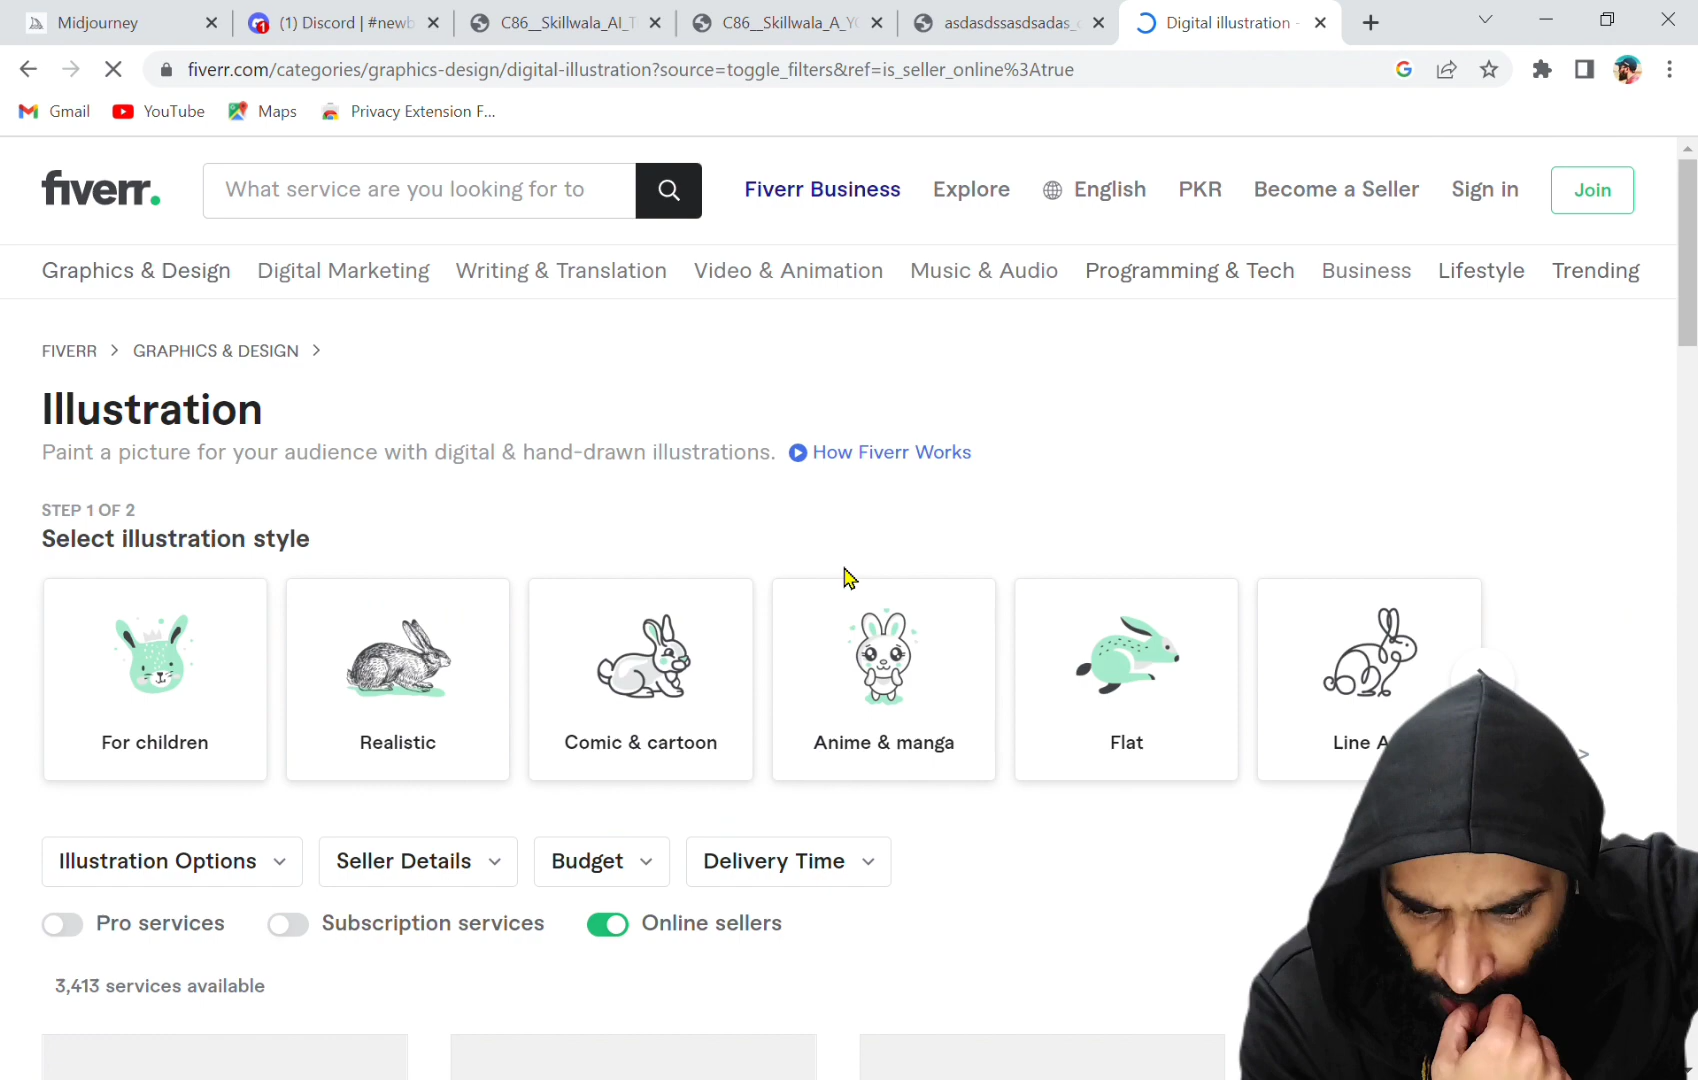 Midjourney
(1) Discord | #newb
C86__Skillwala_AI_T
C86__Skillwala_A_YO
asdasdssasdsadas_
Digital illustration -
fiverr.com/categories/graphics-design/digital-illustration?source=toggle_filters&ref=is_seller_online%3Atrue
Gmail
YouTube
Maps
Privacy Extension F...
fiverr.
What service are you looking for to
Fiverr Business
Explore
English
PKR
Become a Seller
Sign in
Join
Graphics & Design
Digital Marketing
Writing & Translation
Video & Animation
Music & Audio
Programming & Tech
Business
Lifestyle
Trending
FIVERR > GRAPHICS & DESIGN >
Illustration
Paint a picture for your audience with digital & hand-drawn illustrations.
How Fiverr Works
STEP 1 OF 2
Select illustration style
For children
Realistic
Comic & cartoon
Anime & manga
Flat
Line A
Illustration Options
Seller Details
Budget
Delivery Time
Pro services
Subscription services
Online sellers
3,413 services available